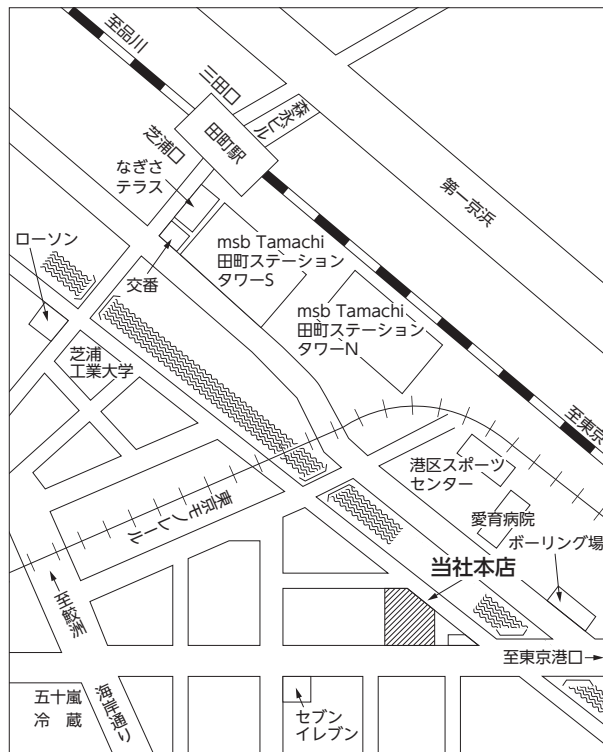 至品川
三田口
森永ビル
田町駅
芝浦口
なぎさ
テラス
第一京浜
ローソン
交番
msb Tamachi
田町ステーション
タワーS
msb Tamachi
田町ステーション
タワーN
芝浦
工業大学
至東京
港区スポーツ
センター
東京モノレール
愛育病院
ボーリング場
当社本店
至鮫洲
至東京港口
五十嵐
冷蔵
海岸通り
セブン
イレブン